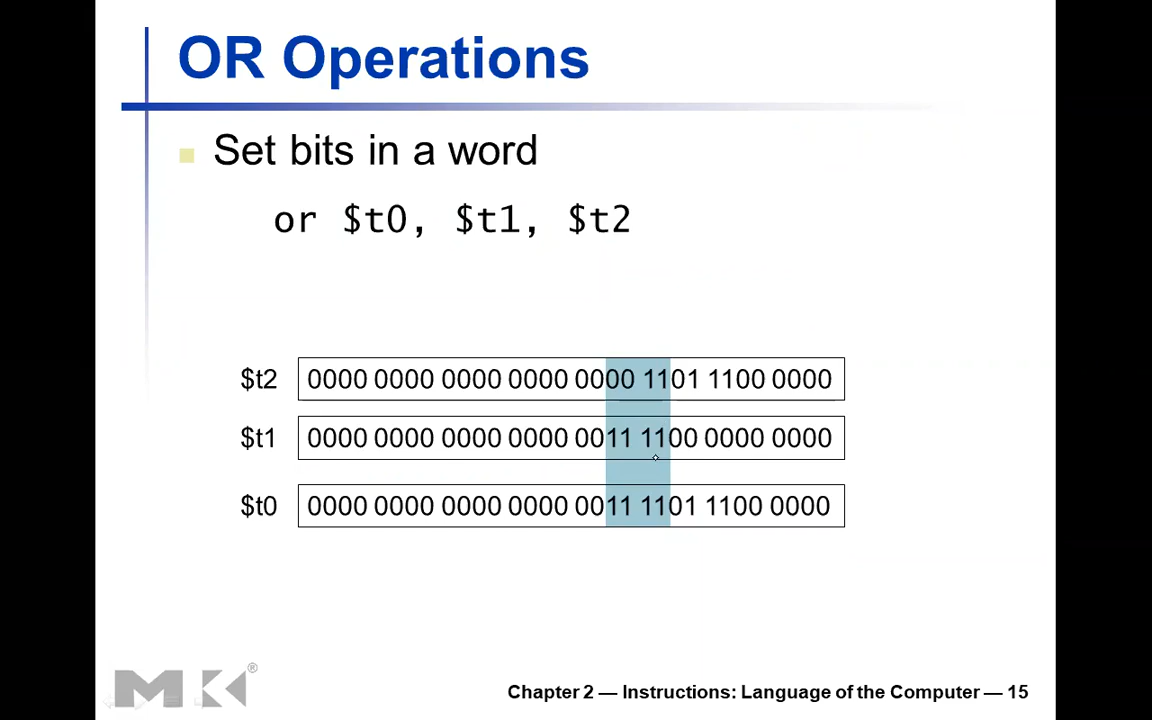 OR Operations
Set bits in a word
or $t0, $t1, $t2
$t2 0000 0000 0000 0000 0000 1101 1100 0000
$t1 0000 0000 0000 0000 0011 1100 0000 0000
$t0 0000 0000 0000 0000 0011 1101 1100 0000
MK®
Chapter 2 — Instructions: Language of the Computer — 15